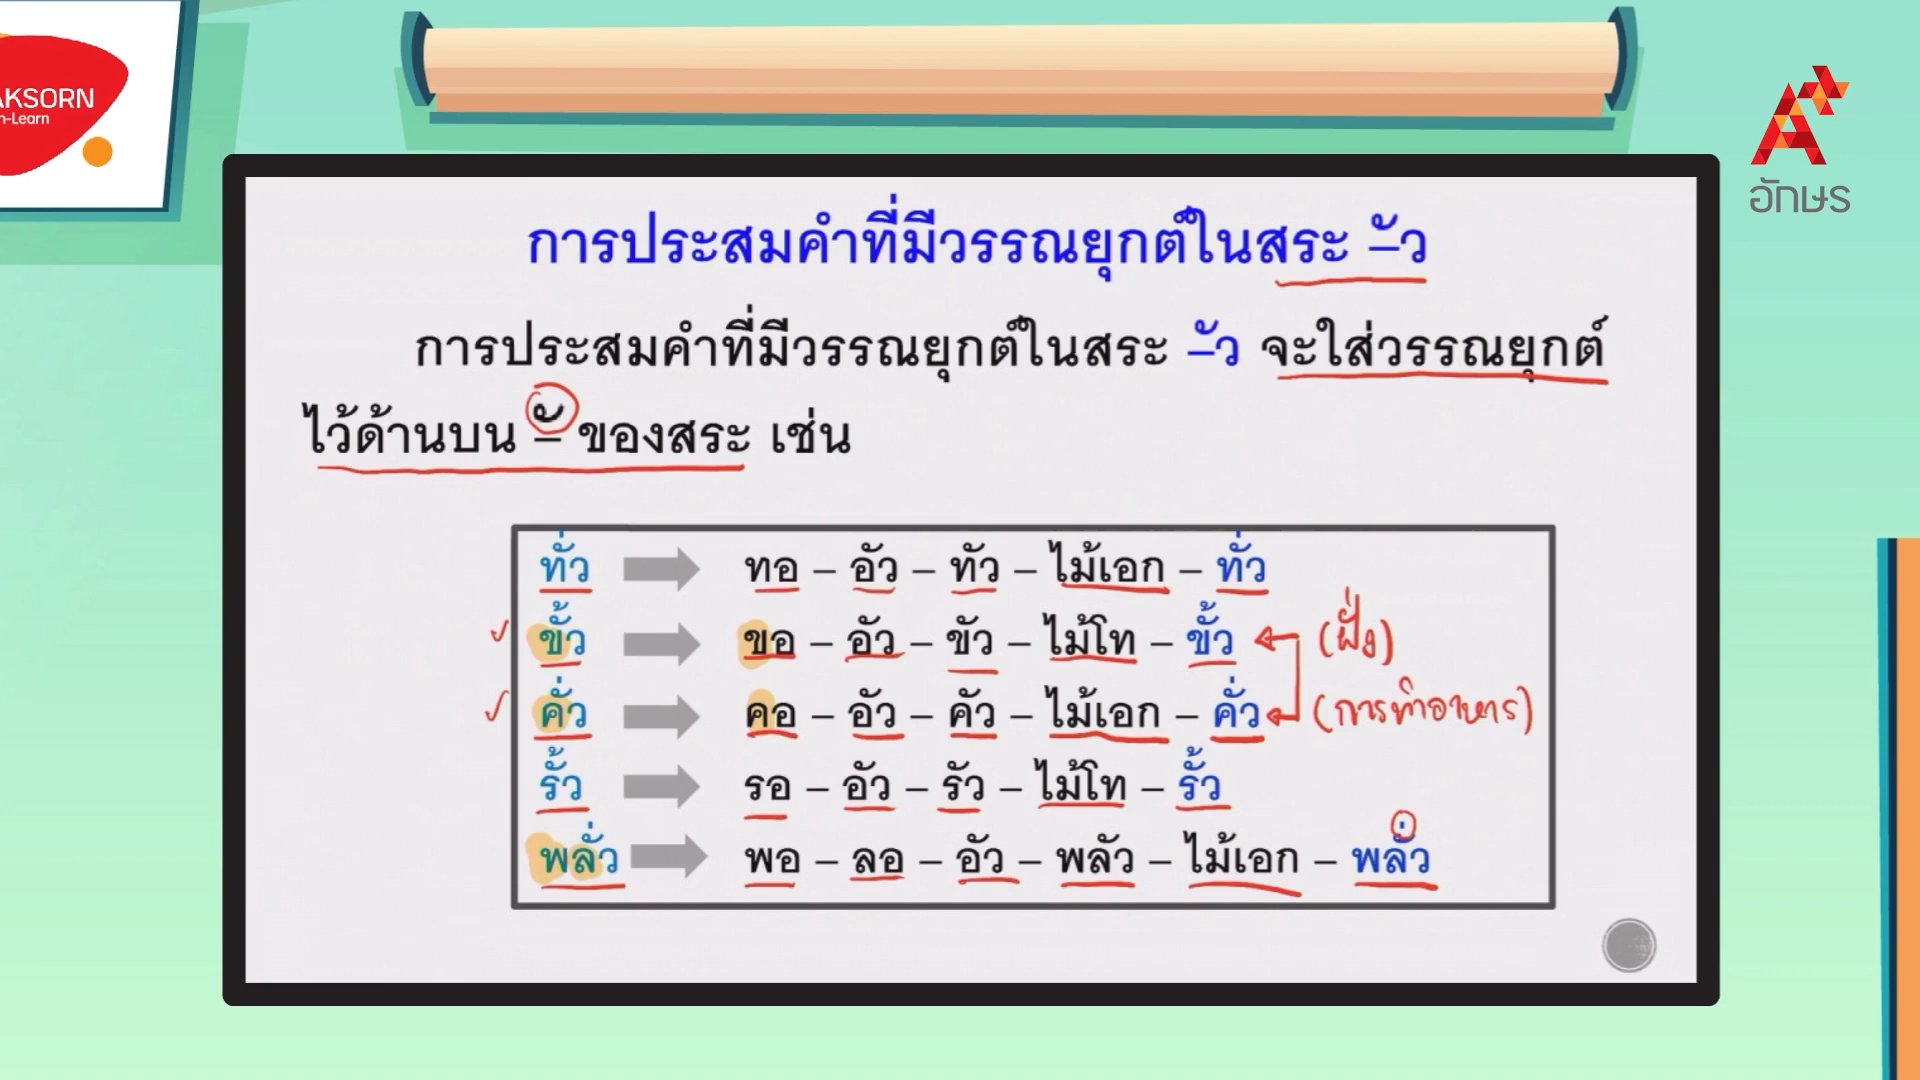 AKSORN
n-Learn
อักษร
การประสมคำที่มีวรรณยุกต์ในสระ –ัว
การประสมคำที่มีวรรณยุกต์ในสระ –ัว จะใส่วรรณยุกต์
ไว้ด้านบน –ั ของสระ เช่น
ทั่ว ทอ – อัว – ทัว – ไม้เอก – ทั่ว
ขั้ว ขอ – อัว – ขัว – ไม้โท – ขั้ว (ฝั่ง)
คั่ว คอ – อัว – คัว – ไม้เอก – คั่ว (การทำอาหาร)
รั้ว รอ – อัว – รัว – ไม้โท – รั้ว
พลั่ว พอ – ลอ – อัว – พลัว – ไม้เอก – พลั่ว